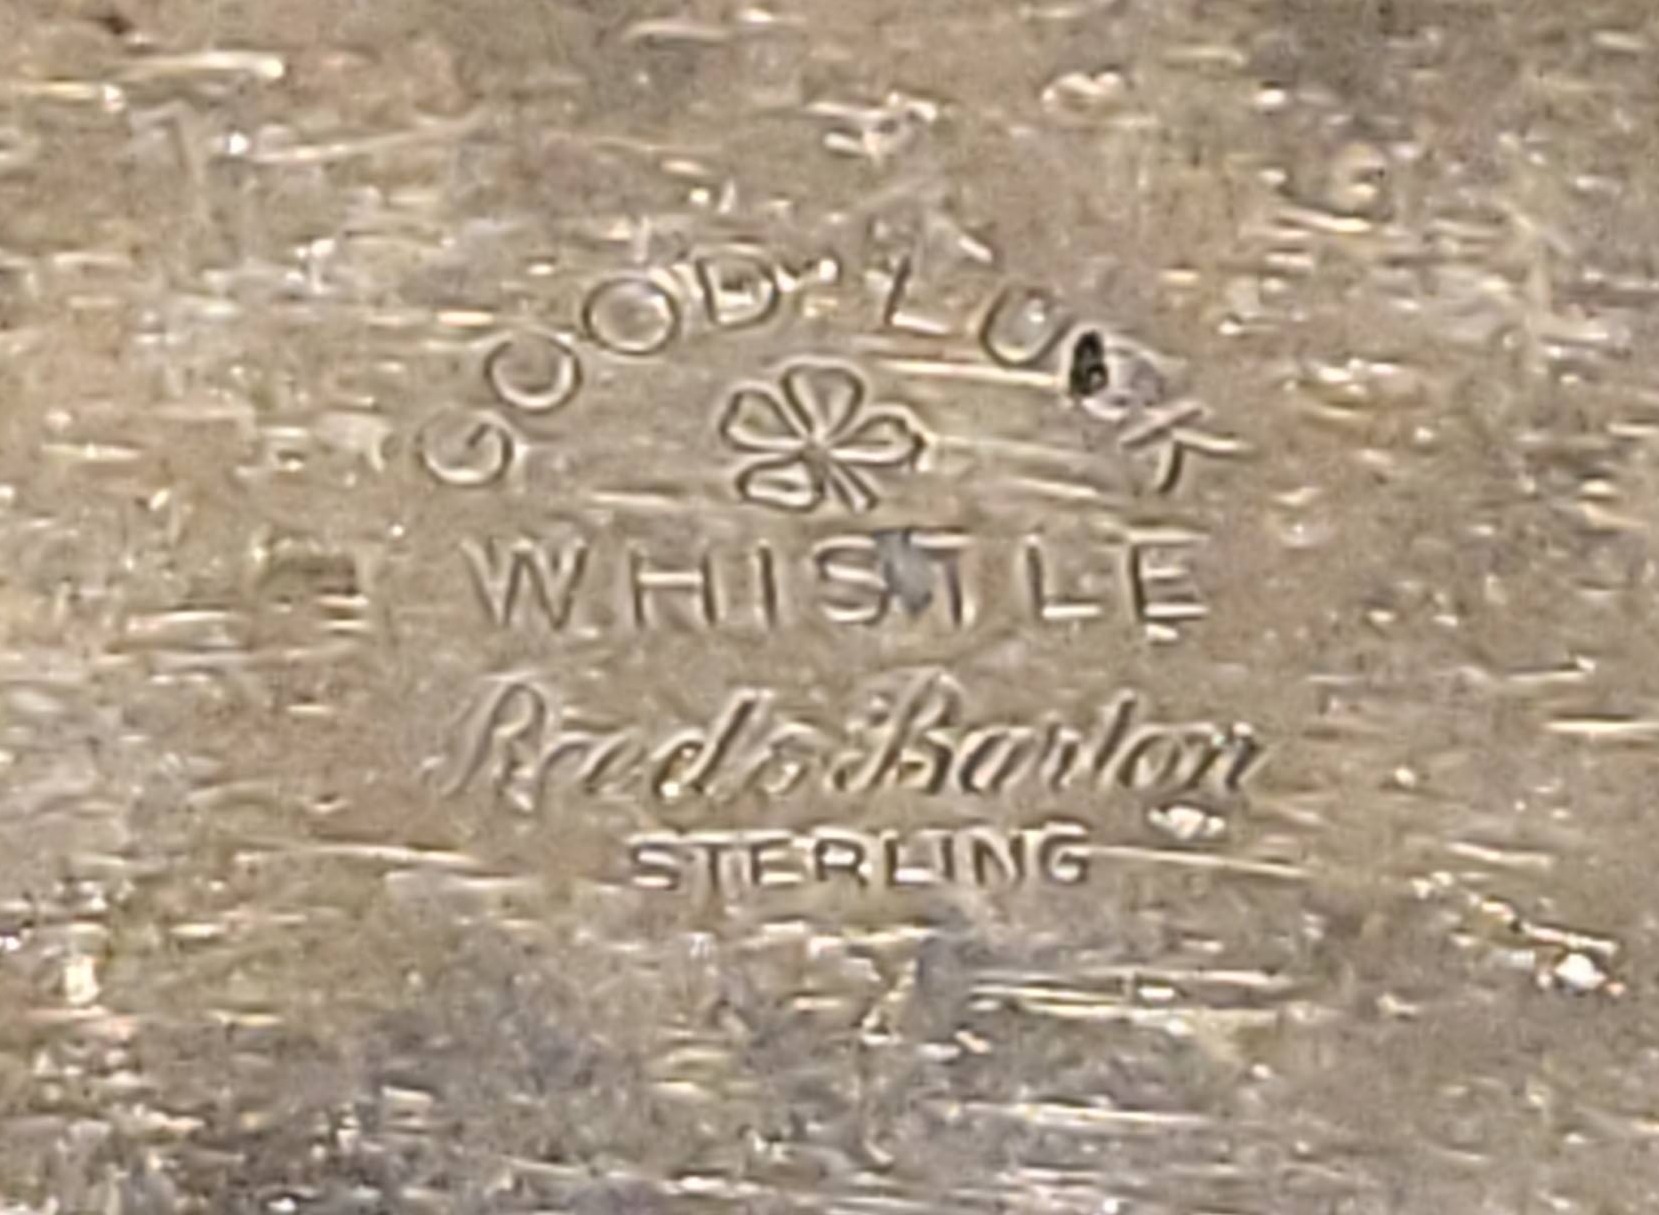 GOOD LUCK
WHISTLE
Reed & Barton
STERLING